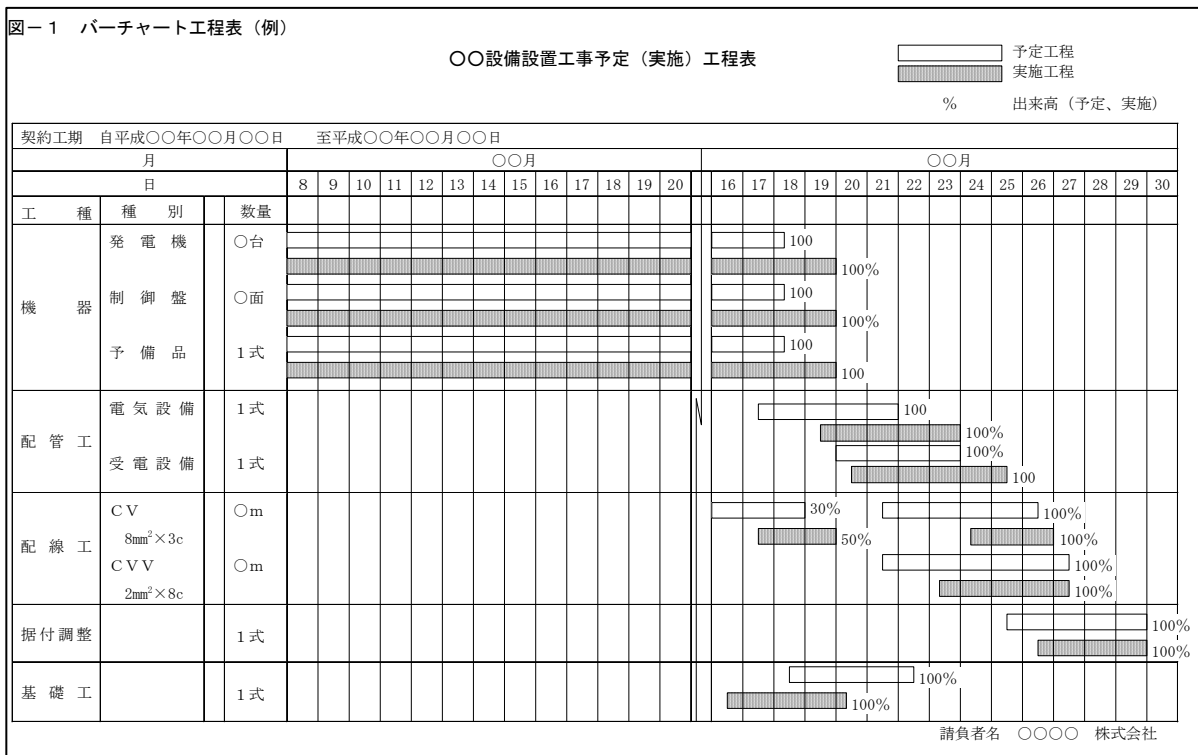 図－１ バーチャート工程表（例）
〇〇設備設置工事予定（実施）工程表
予定工程
実施工程
% 出来高（予定、実施）
契約工期 自平成〇〇年〇〇月〇〇日 至平成〇〇年〇〇月〇〇日
月 〇〇月 〇〇月
日 8 9 10 11 12 13 14 15 16 17 18 19 20 16 17 18 19 20 21 22 23 24 25 26 27 28 29 30
工種 種別 数量
機器 発電機 〇台 100
100%
制御盤 〇面 100
100%
予備品 1式 100
100
配管工 電気設備 1式 100
100%
受電設備 1式 100%
100
配線工 CV 〇m 30% 100%
8mm²×3c 50% 100%
CVV 〇m 100%
2mm²×8c 100%
据付調整 1式 100%
100%
基礎工 1式 100%
100%
請負者名 〇〇〇〇 株式会社